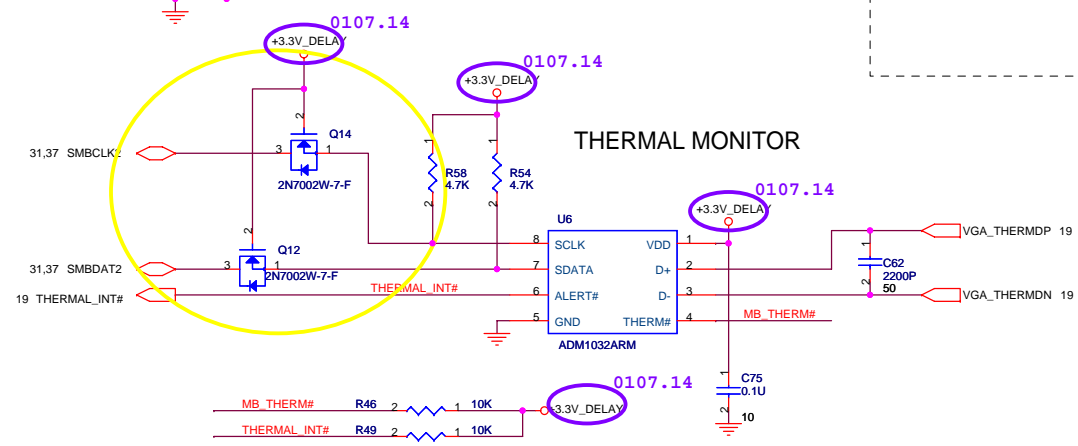 0107.14
+3.3V_DELAY
0107.14
+3.3V_DELAY
THERMAL MONITOR
2
Q14
31,37 SMBCLK2
3
1
2N7002W-7-F
1
R58
4.7K
2
1
R54
4.7K
2
0107.14
+3.3V_DELAY
U6
2
Q12
31,37 SMBDAT2
3
1
2N7002W-7-F
8
SCLK
VDD
1
7
SDATA
D+
2
6
ALERT#
D-
3
5
GND
THERM#
4
ADM1032ARM
VGA_THERMDP 19
1
C62
2200P
2
50
VGA_THERMDN 19
19 THERMAL_INT#
THERMAL_INT#
MB_THERM#
1
C75
0.1U
2
10
0107.14
+3.3V_DELAY
MB_THERM#
R46
2
1
10K
THERMAL_INT#
R49
2
1
10K